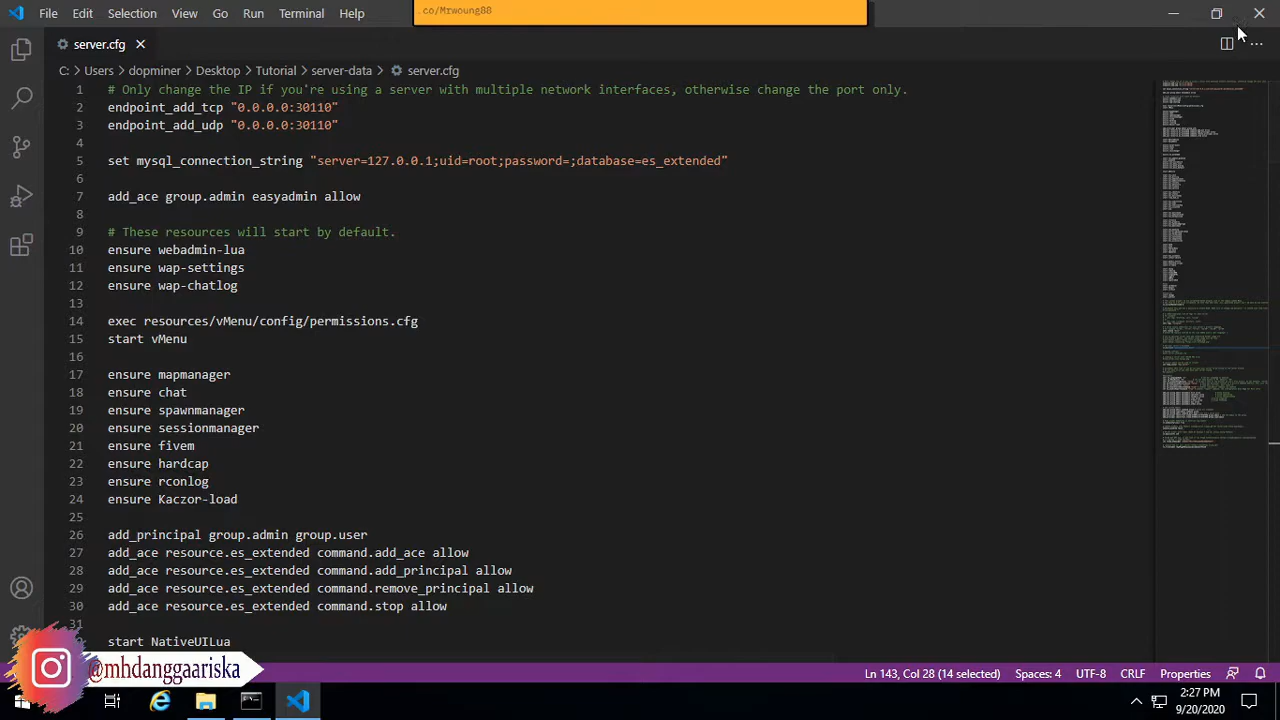 File Edit Selection View Go Run Terminal Help
co/Mrwoung88
server.cfg
C: > Users > dopminer > Desktop > Tutorial > server-data > server.cfg
1 # Only change the IP if you're using a server with multiple network interfaces, otherwise change the port only.
2 endpoint_add_tcp "0.0.0.0:30110"
3 endpoint_add_udp "0.0.0.0:30110"
4
5 set mysql_connection_string "server=127.0.0.1;uid=root;password=;database=es_extended"
6
7 add_ace group.admin easyadmin allow
8
9 # These resources will start by default.
10 ensure webadmin-lua
11 ensure wap-settings
12 ensure wap-chatlog
13
14 exec resources/vMenu/config/permissions.cfg
15 start vMenu
16
17 ensure mapmanager
18 ensure chat
19 ensure spawnmanager
20 ensure sessionmanager
21 ensure fivem
22 ensure hardcap
23 ensure rconlog
24 ensure Kaczor-load
25
26 add_principal group.admin group.user
27 add_ace resource.es_extended command.add_ace allow
28 add_ace resource.es_extended command.add_principal allow
29 add_ace resource.es_extended command.remove_principal allow
30 add_ace resource.es_extended command.stop allow
31
start NativeUILua
@mhdanggaariska
Ln 143, Col 28 (14 selected) Spaces: 4 UTF-8 CRLF Properties
2:27 PM
9/20/2020